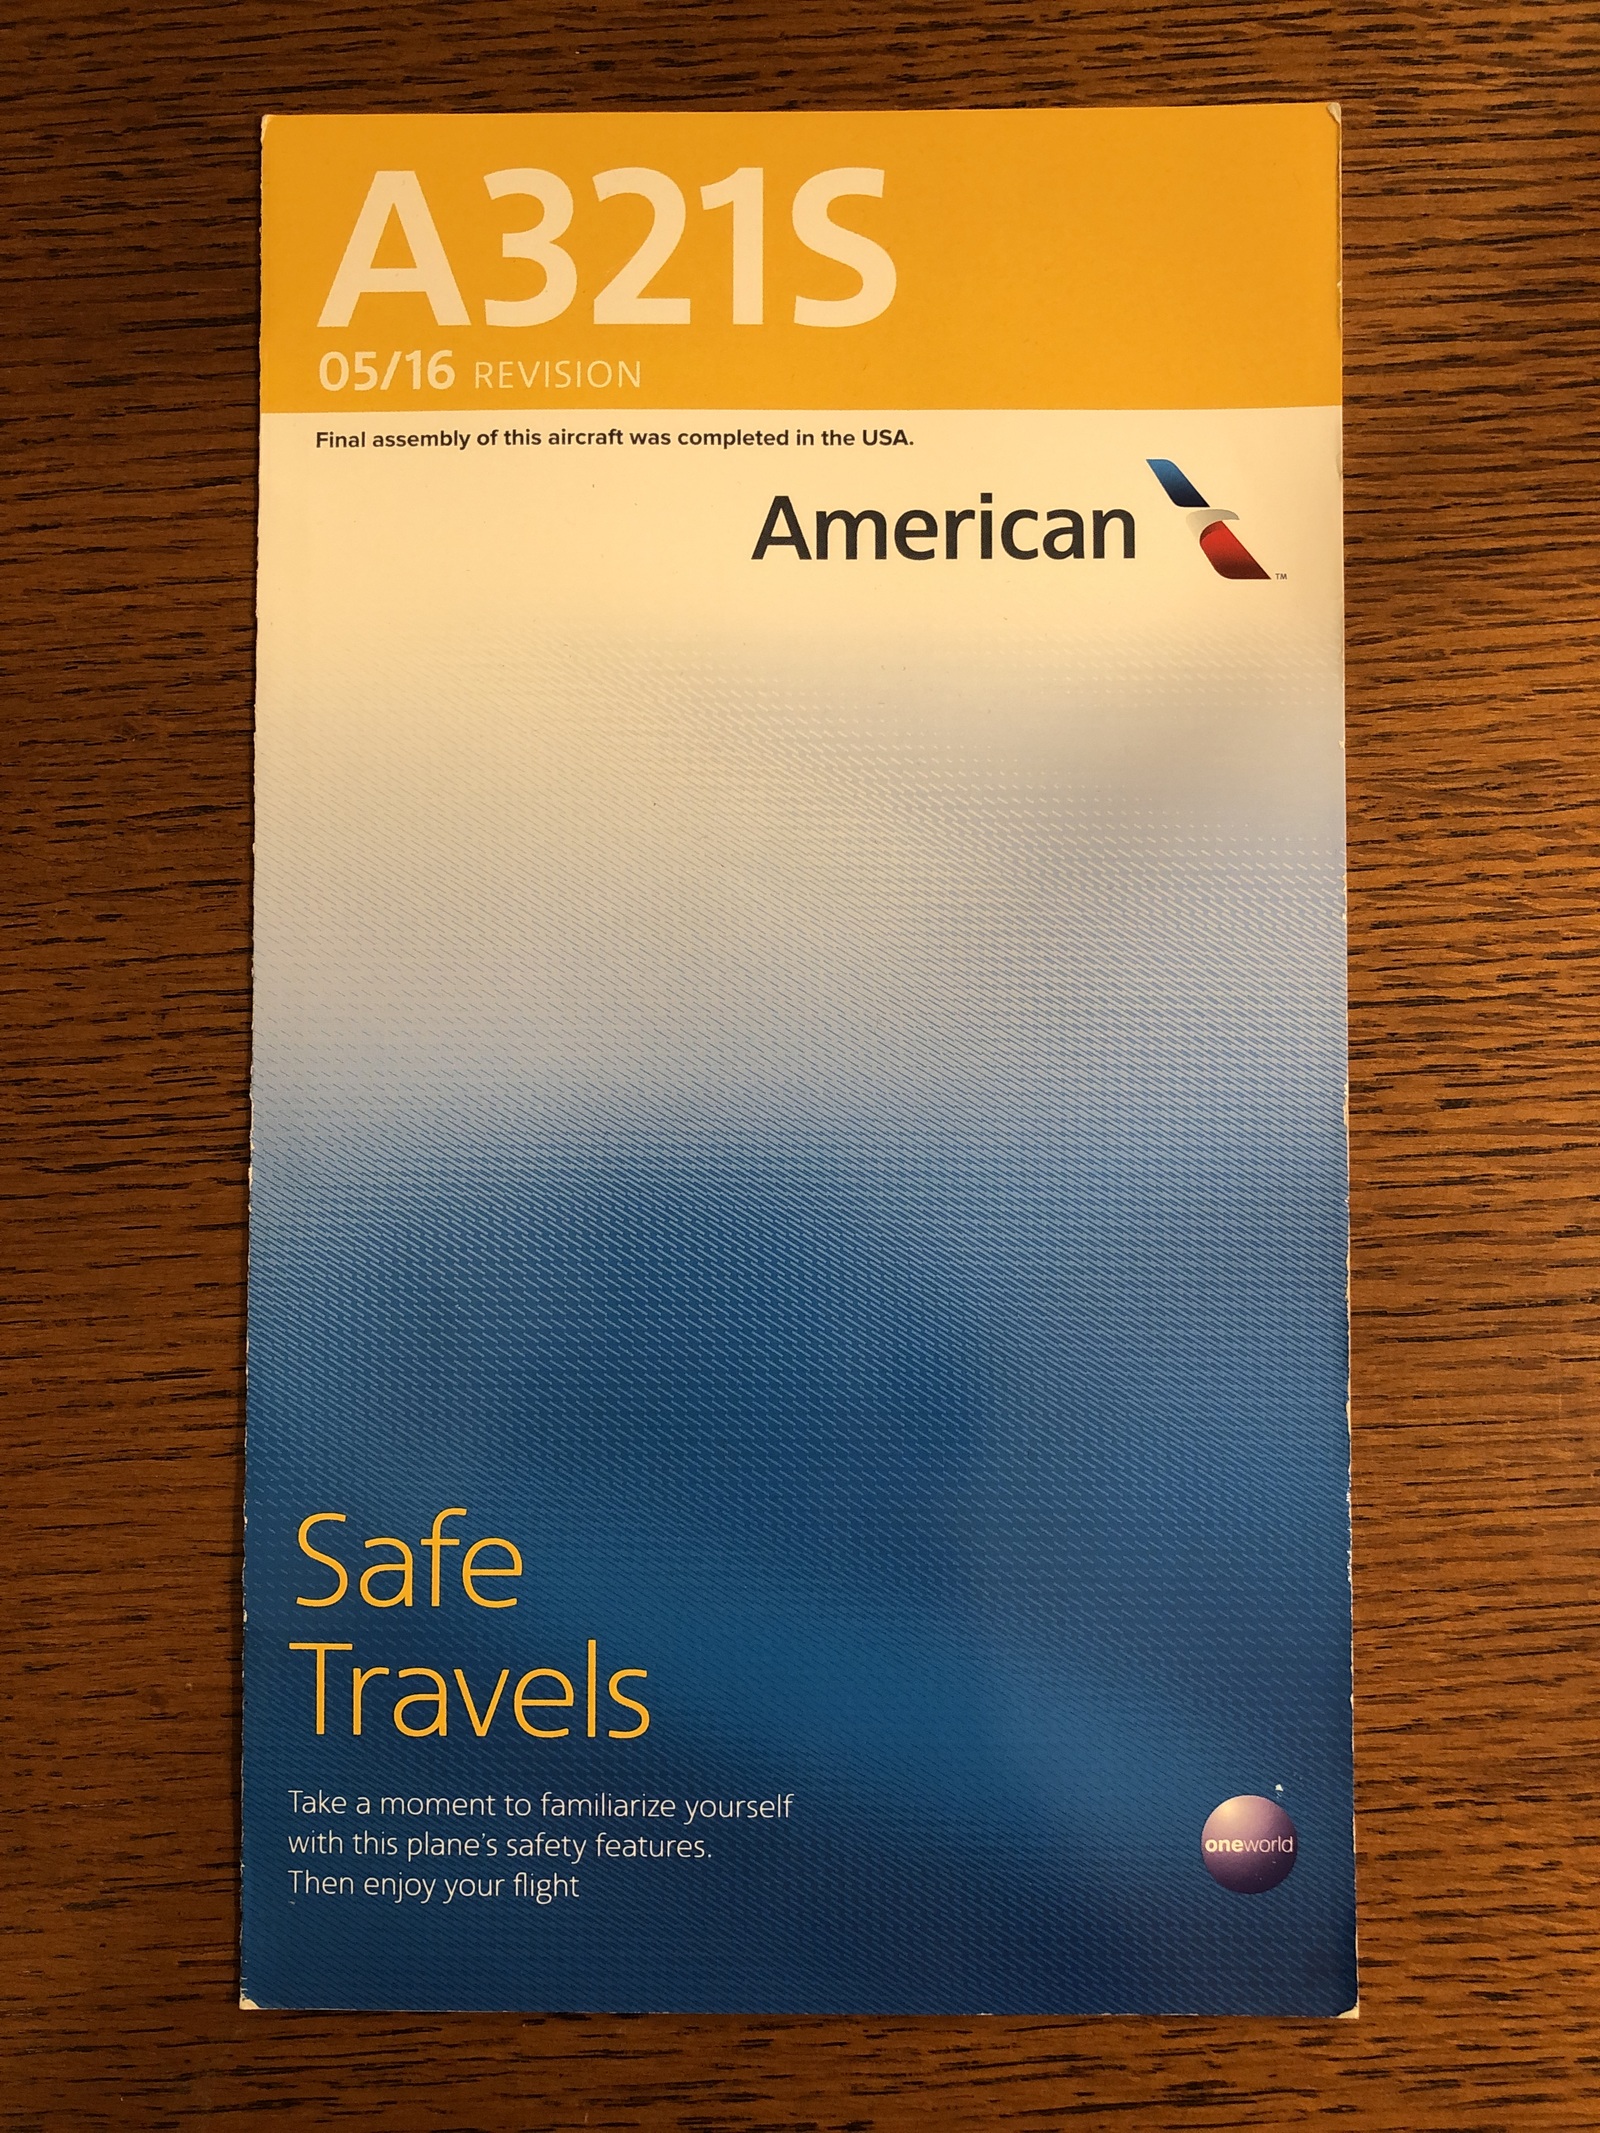 A321S
05/16 REVISION
Final assembly of this aircraft was completed in the USA.
American
TM
Safe
Travels
Take a moment to familiarize yourself
with this plane's safety features.
Then enjoy your flight
oneworld